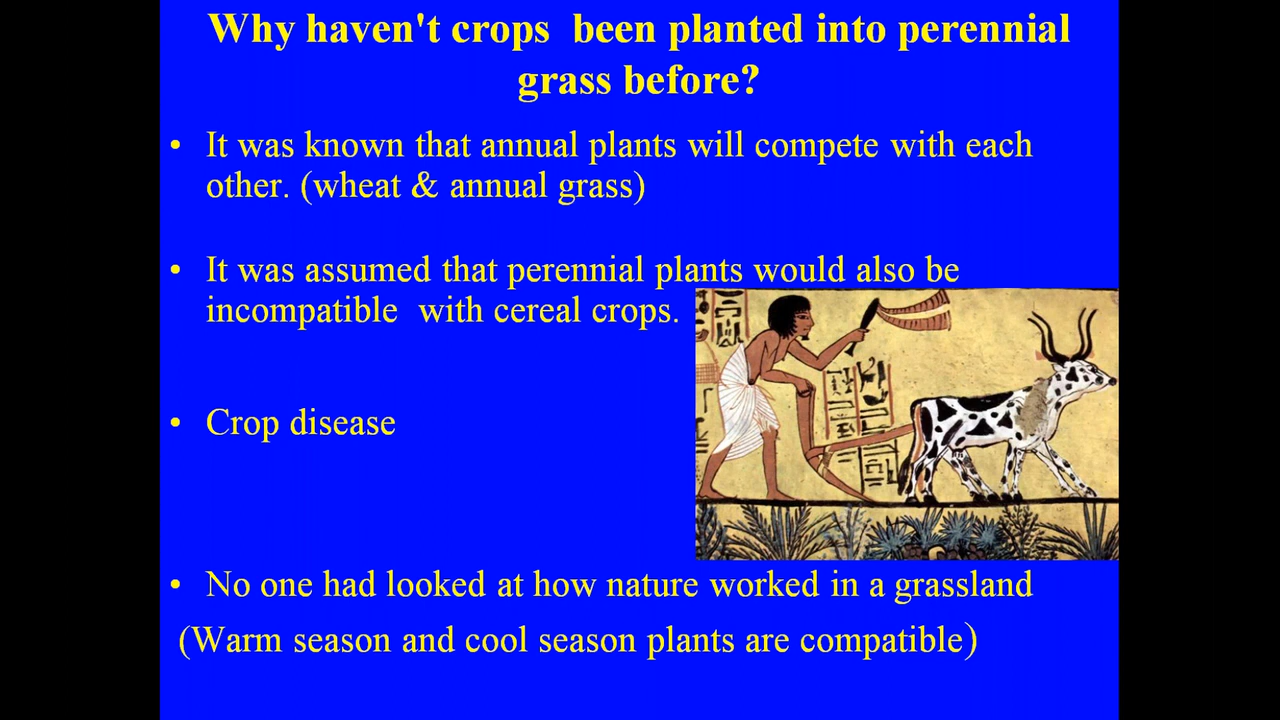 Why haven't crops  been planted into perennial
grass before?
• It was known that annual plants will compete with each
other. (wheat & annual grass)
• It was assumed that perennial plants would also be
incompatible  with cereal crops.
• Crop disease
• No one had looked at how nature worked in a grassland
(Warm season and cool season plants are compatible)